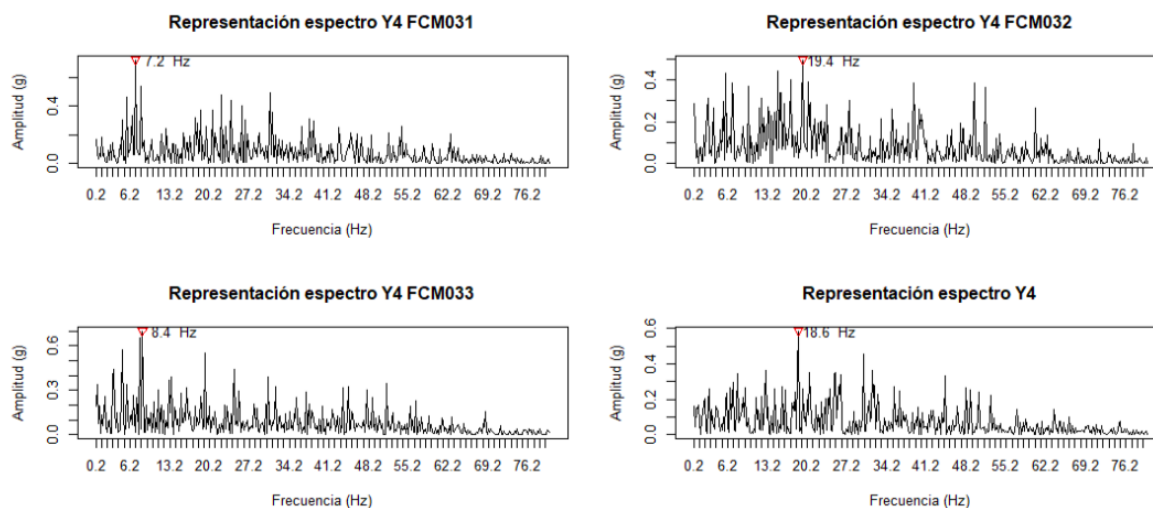 Representación espectro Y4 FCM031
7.2 Hz
Amplitud (g)
0.4
0.0
0.2 6.2 13.2 20.2 27.2 34.2 41.2 48.2 55.2 62.2 69.2 76.2
Frecuencia (Hz)
Representación espectro Y4 FCM032
19.4 Hz
Amplitud (g)
0.4
0.2
0.0
0.2 6.2 13.2 20.2 27.2 34.2 41.2 48.2 55.2 62.2 69.2 76.2
Frecuencia (Hz)
Representación espectro Y4 FCM033
8.4 Hz
Amplitud (g)
0.6
0.3
0.0
0.2 6.2 13.2 20.2 27.2 34.2 41.2 48.2 55.2 62.2 69.2 76.2
Frecuencia (Hz)
Representación espectro Y4
18.6 Hz
Amplitud (g)
0.6
0.4
0.2
0.0
0.2 6.2 13.2 20.2 27.2 34.2 41.2 48.2 55.2 62.2 69.2 76.2
Frecuencia (Hz)